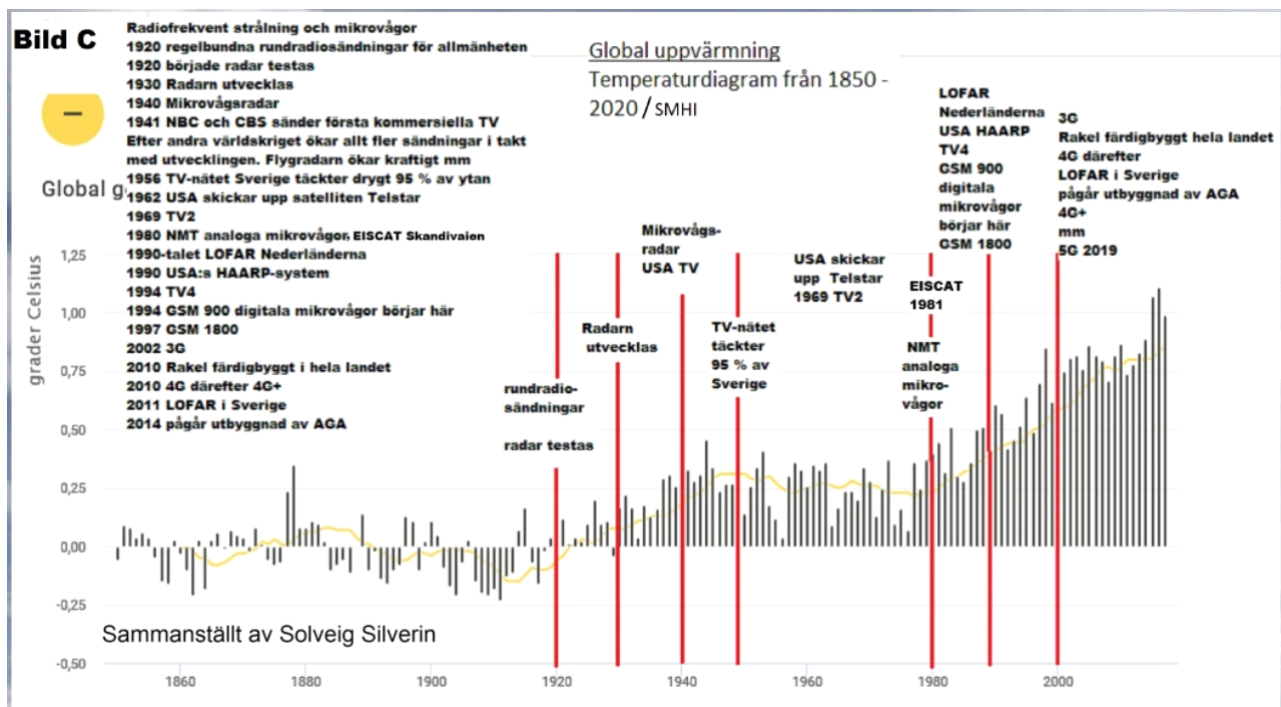 Bild C
Radiofrekvent strålning och mikrovågor
1920 regelbundna rundradiosändningar för allmänheten
1920 började radar testas
1930 Radarn utvecklas
1940 Mikrovågsradar
1941 NBC och CBS sänder första kommersiella TV
Efter andra världskriget ökar allt fler sändningar i takt
med utvecklingen. Flygradarn ökar kraftigt mm
1956 TV-nätet Sverige täckter drygt 95 % av ytan
1962 USA skickar upp satelliten Telstar
1969 TV2
1980 NMT analoga mikrovågor, EISCAT Skandivaien
1990-talet LOFAR Nederländerna
1990 USA:s HAARP-system
1994 TV4
1994 GSM 900 digitala mikrovågor börjar här
1997 GSM 1800
2002 3G
2010 Rakel färdigbyggt i hela landet
2010 4G därefter 4G+
2011 LOFAR i Sverige
2014 pågår utbyggnad av AGA
Global uppvärmning
Temperaturdiagram från 1850 -
2020 / SMHI
Global g
grader Celsius
1,25
1,00
0,75
0,50
0,25
0,00
-0,25
-0,50
rundradio-
sändningar
radar testas
Radarn
utvecklas
Mikrovågs-
radar
USA TV
TV-nätet
täckter
95 % av
Sverige
USA skickar
upp Telstar
1969 TV2
EISCAT
1981
NMT
analoga
mikro-
vågor
LOFAR
Nederländerna
USA HAARP
TV4
GSM 900
digitala
mikrovågor
börjar här
GSM 1800
3G
Rakel färdigbyggt hela landet
4G därefter
LOFAR i Sverige
pågår utbyggnad av AGA
4G+
mm
5G 2019
Sammanställt av Solveig Silverin
1860
1880
1900
1920
1940
1960
1980
2000